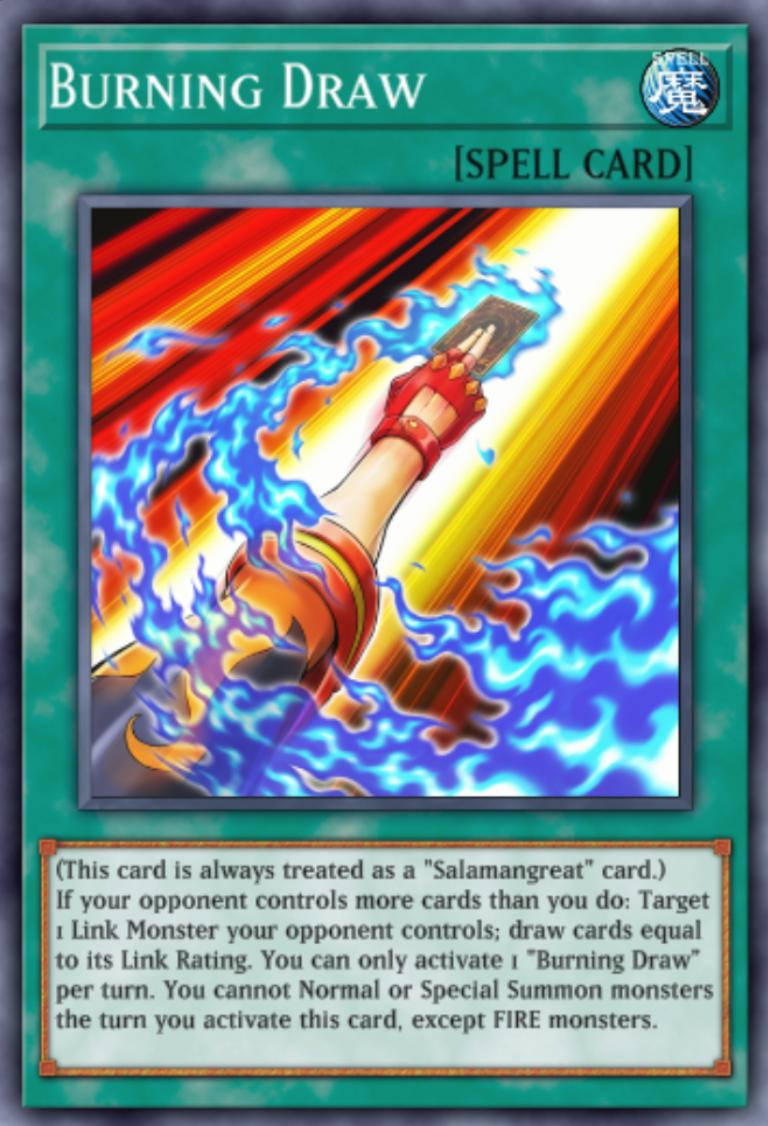 BURNING DRAW
SPELL
魔
[SPELL CARD]
(This card is always treated as a "Salamangreat" card.)
If your opponent controls more cards than you do: Target
1 Link Monster your opponent controls; draw cards equal
to its Link Rating. You can only activate 1 "Burning Draw"
per turn. You cannot Normal or Special Summon monsters
the turn you activate this card, except FIRE monsters.